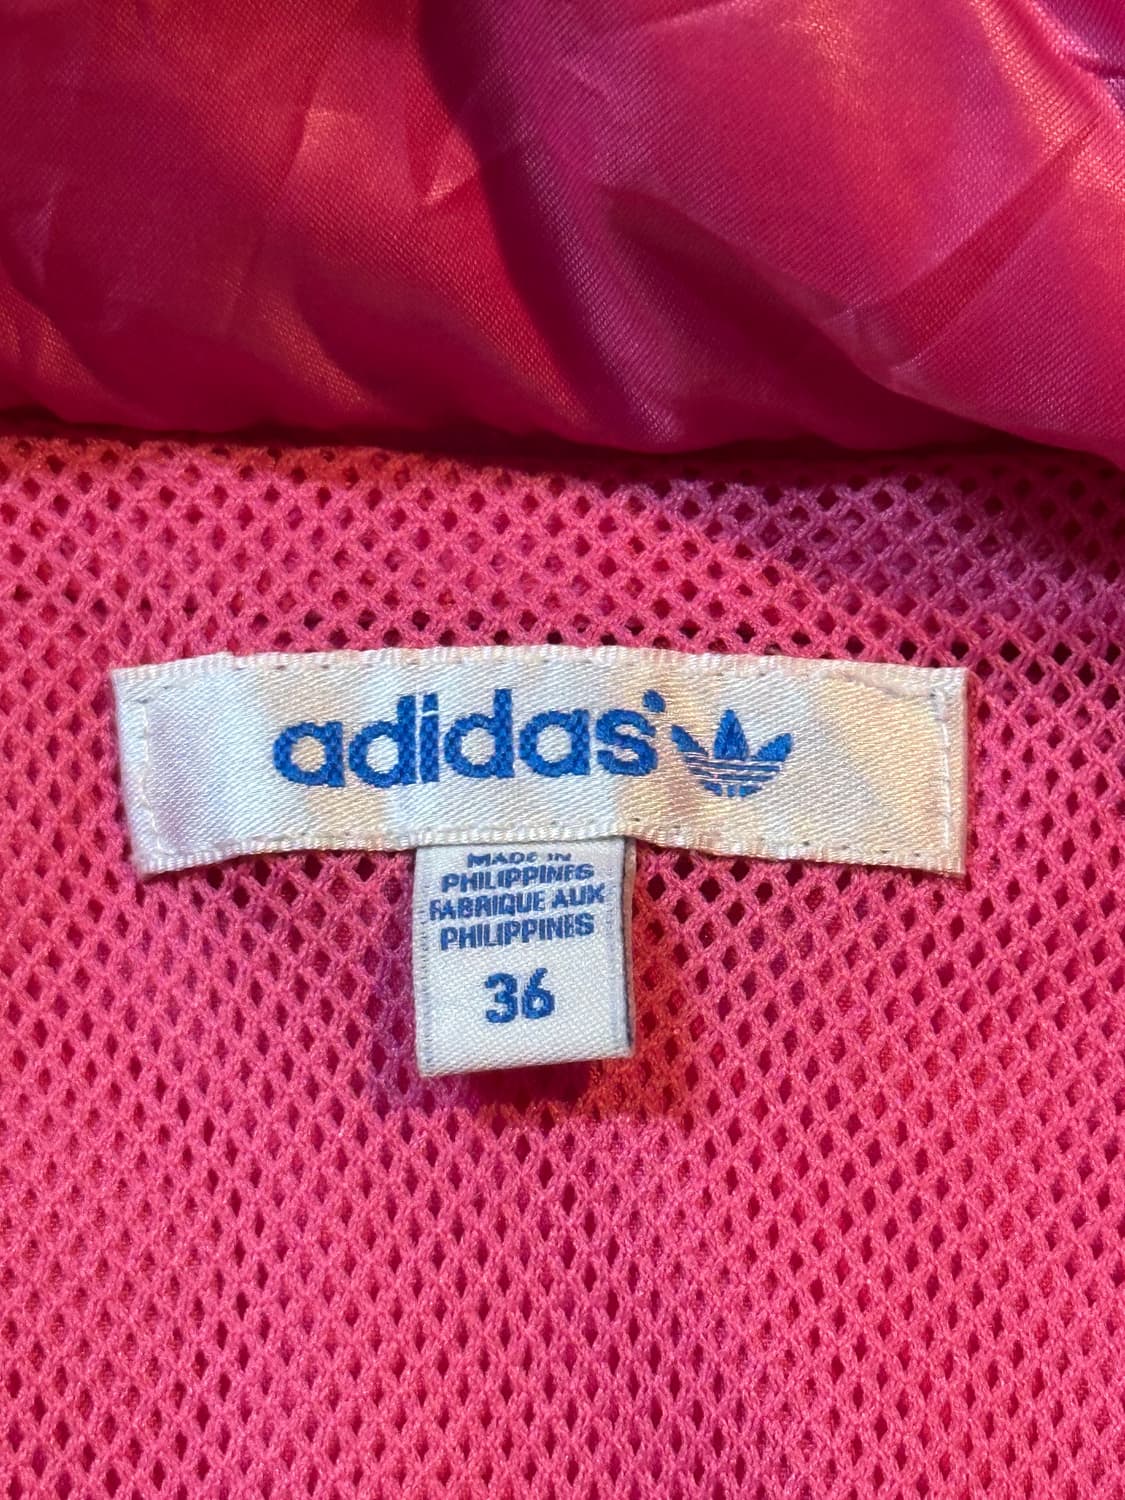 adidas
MADE IN
PHILIPPINES
FABRIQUE AUX
PHILIPPINES
36